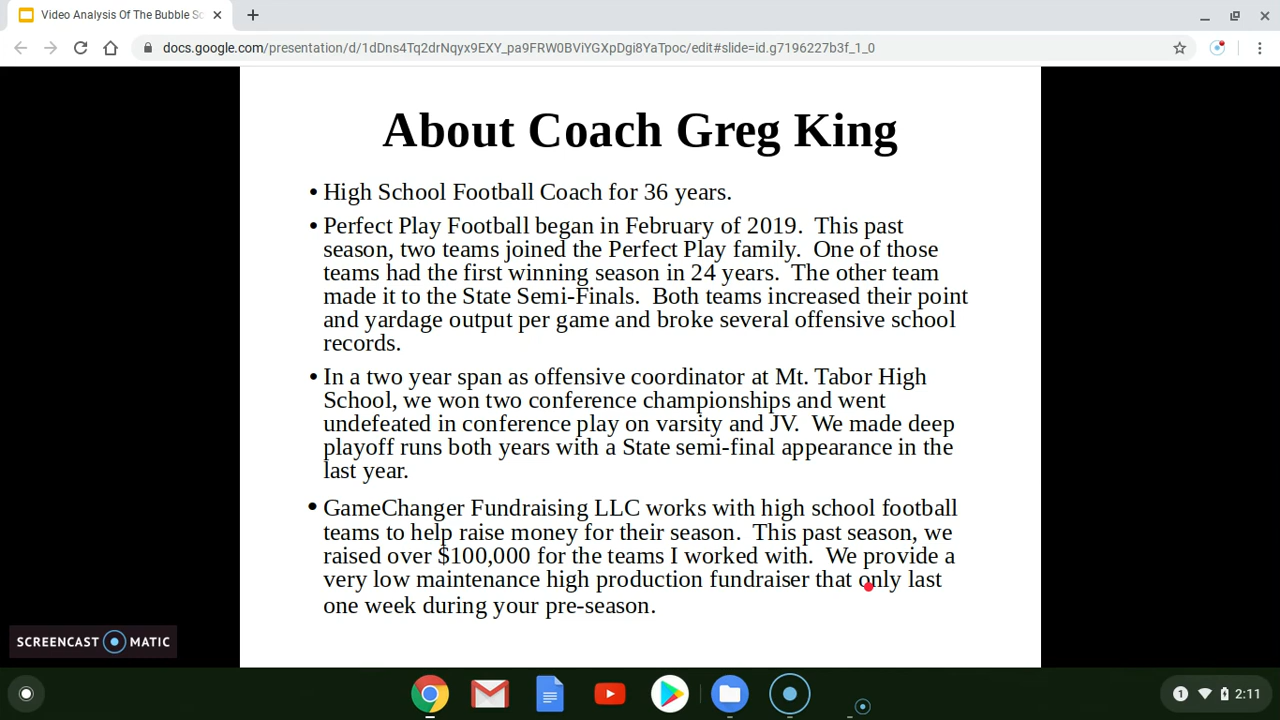 Video Analysis Of The Bubble Sc
docs.google.com/presentation/d/1dDns4Tq2drNqyx9EXY_pa9FRW0BViYGXpDgi8YaTpoc/edit#slide=id.g7196227b3f_1_0
About Coach Greg King
• High School Football Coach for 36 years.
• Perfect Play Football began in February of 2019.  This past
season, two teams joined the Perfect Play family.  One of those
teams had the first winning season in 24 years.  The other team
made it to the State Semi-Finals.  Both teams increased their point
and yardage output per game and broke several offensive school
records.
• In a two year span as offensive coordinator at Mt. Tabor High
School, we won two conference championships and went
undefeated in conference play on varsity and JV.  We made deep
playoff runs both years with a State semi-final appearance in the
last year.
• GameChanger Fundraising LLC works with high school football
teams to help raise money for their season.  This past season, we
raised over $100,000 for the teams I worked with.  We provide a
very low maintenance high production fundraiser that only last
one week during your pre-season.
SCREENCAST MATIC
1 2:11